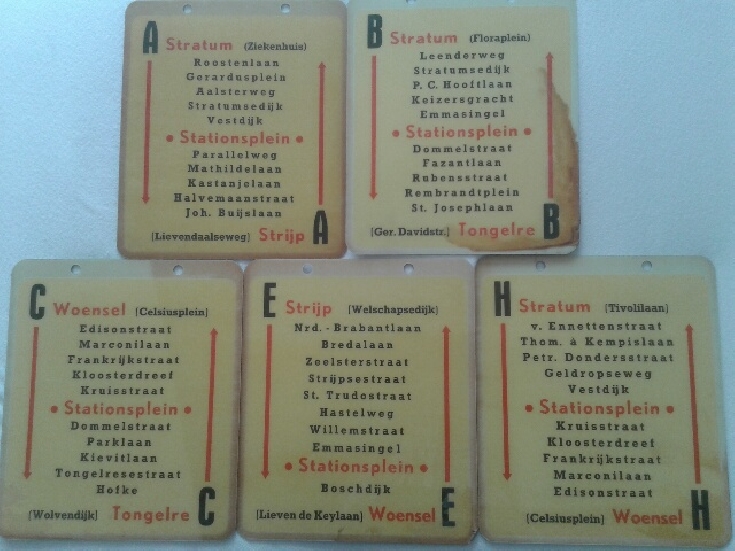 A Stratum (Ziekenhuis)
Roostenlaan
Gerardusplein
Aalsterweg
Stratumsedijk
Vestdijk
• Stationsplein •
Parallelweg
Mathildelaan
Kastanjelaan
Halvemaanstraat
Joh. Buijslaan
(Lievendaalseweg) Strijp A
B Stratum (Floraplein)
Leenderweg
Stratumsedijk
P. C. Hooftlaan
Keizersgracht
Emmasingel
• Stationsplein •
Dommelstraat
Fazantlaan
Rubensstraat
Rembrandtplein
St. Josephlaan
(Ger. Davidstr.) Tongelre B
C Woensel (Celsiusplein)
Edisonstraat
Marconilaan
Frankrijkstraat
Kloosterdreef
Kruisstraat
• Stationsplein •
Dommelstraat
Parklaan
Kievitlaan
Tongelresestraat
Hofke
(Wolvendijk) Tongelre C
E Strijp (Welschapsedijk)
Nrd. - Brabantlaan
Bredalaan
Zeelsterstraat
Strijpsestraat
St. Trudostraat
Hastelweg
Willemstraat
Emmasingel
• Stationsplein •
Boschdijk
(Lieven de Keylaan) Woensel E
H Stratum (Tivolilaan)
v. Ennettenstraat
Thom. à Kempislaan
Petr. Dondersstraat
Geldropseweg
Vestdijk
• Stationsplein •
Kruisstraat
Kloosterdreef
Frankrijkstraat
Marconilaan
Edisonstraat
(Celsiusplein) Woensel H